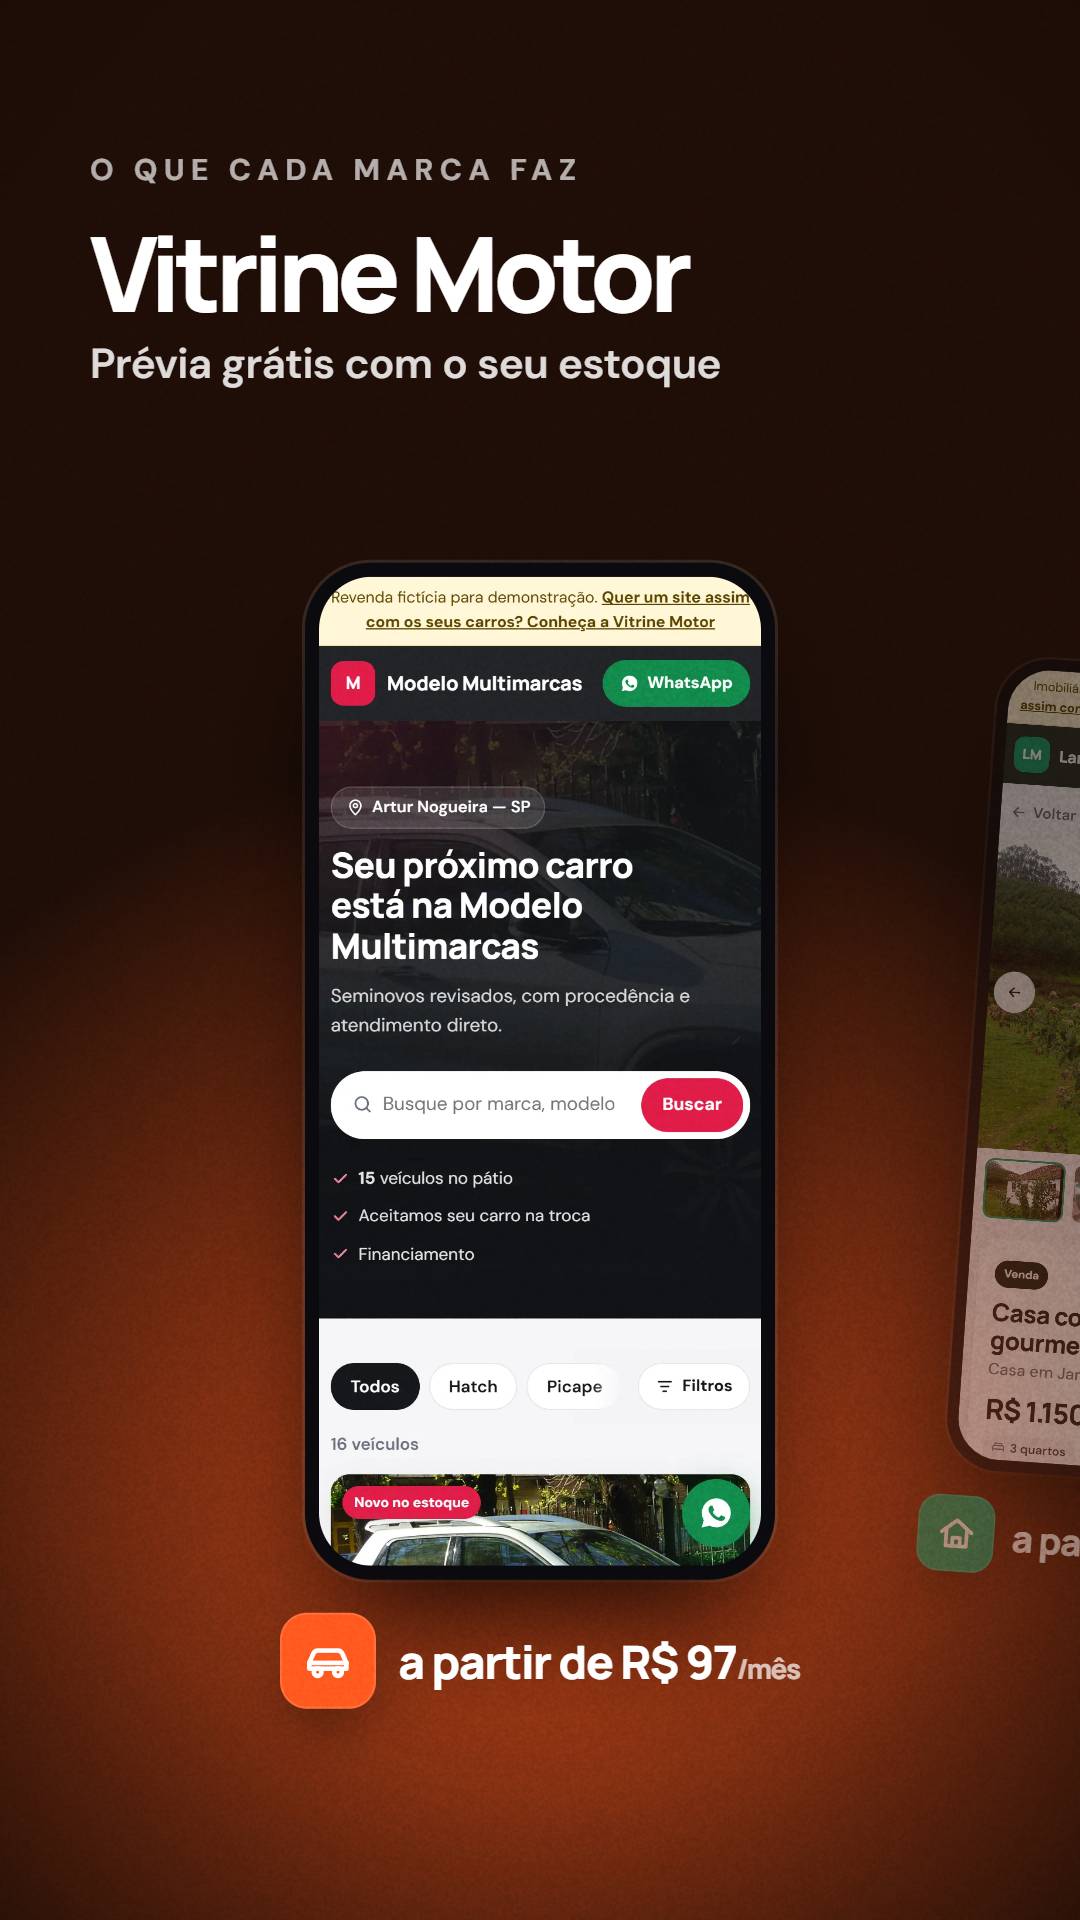 O QUE CADA MARCA FAZ
Vitrine Motor
Prévia grátis com o seu estoque
Revenda fictícia para demonstração. Quer um site assim
com os seus carros? Conheça a Vitrine Motor
M Modelo Multimarcas WhatsApp
Artur Nogueira — SP
Seu próximo carro
está na Modelo
Multimarcas
Seminovos revisados, com procedência e
atendimento direto.
Busque por marca, modelo Buscar
15 veículos no pátio
Aceitamos seu carro na troca
Financiamento
Todos Hatch Picape Filtros
16 veículos
Novo no estoque
a partir de R$ 97/mês
assim
LM
Voltar
Venda
Casa
Casa em
R$ 1.150
3 quartos
a